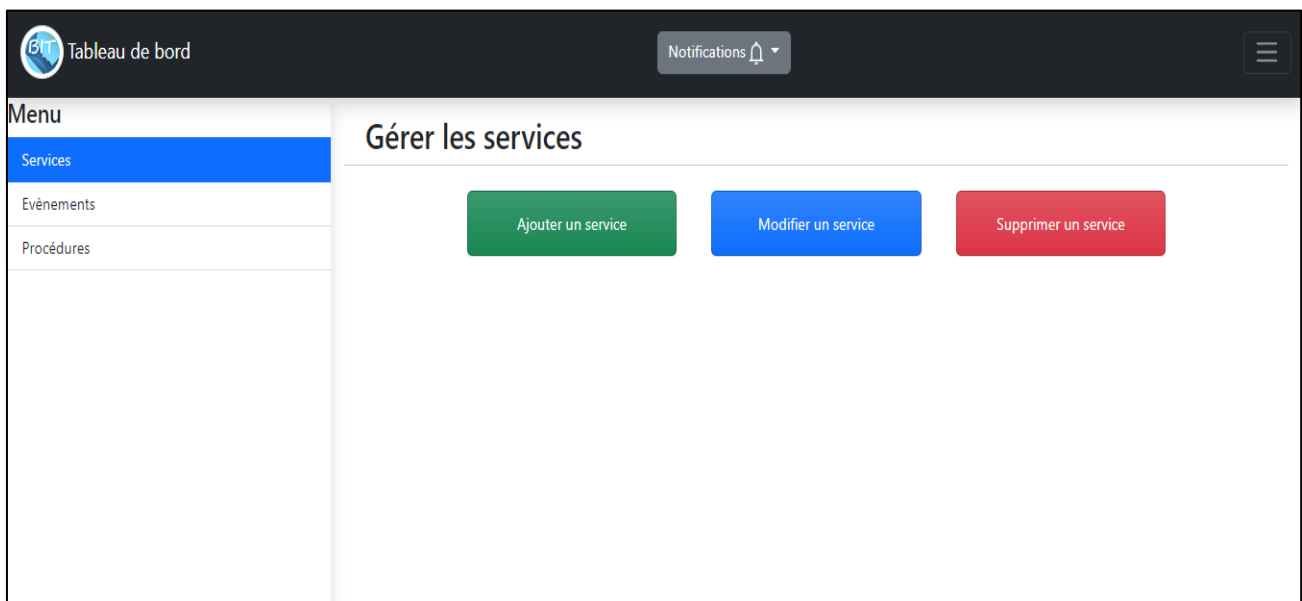 BIT Tableau de bord
Notifications
Menu
Services
Evènements
Procédures
Gérer les services
Ajouter un service
Modifier un service
Supprimer un service